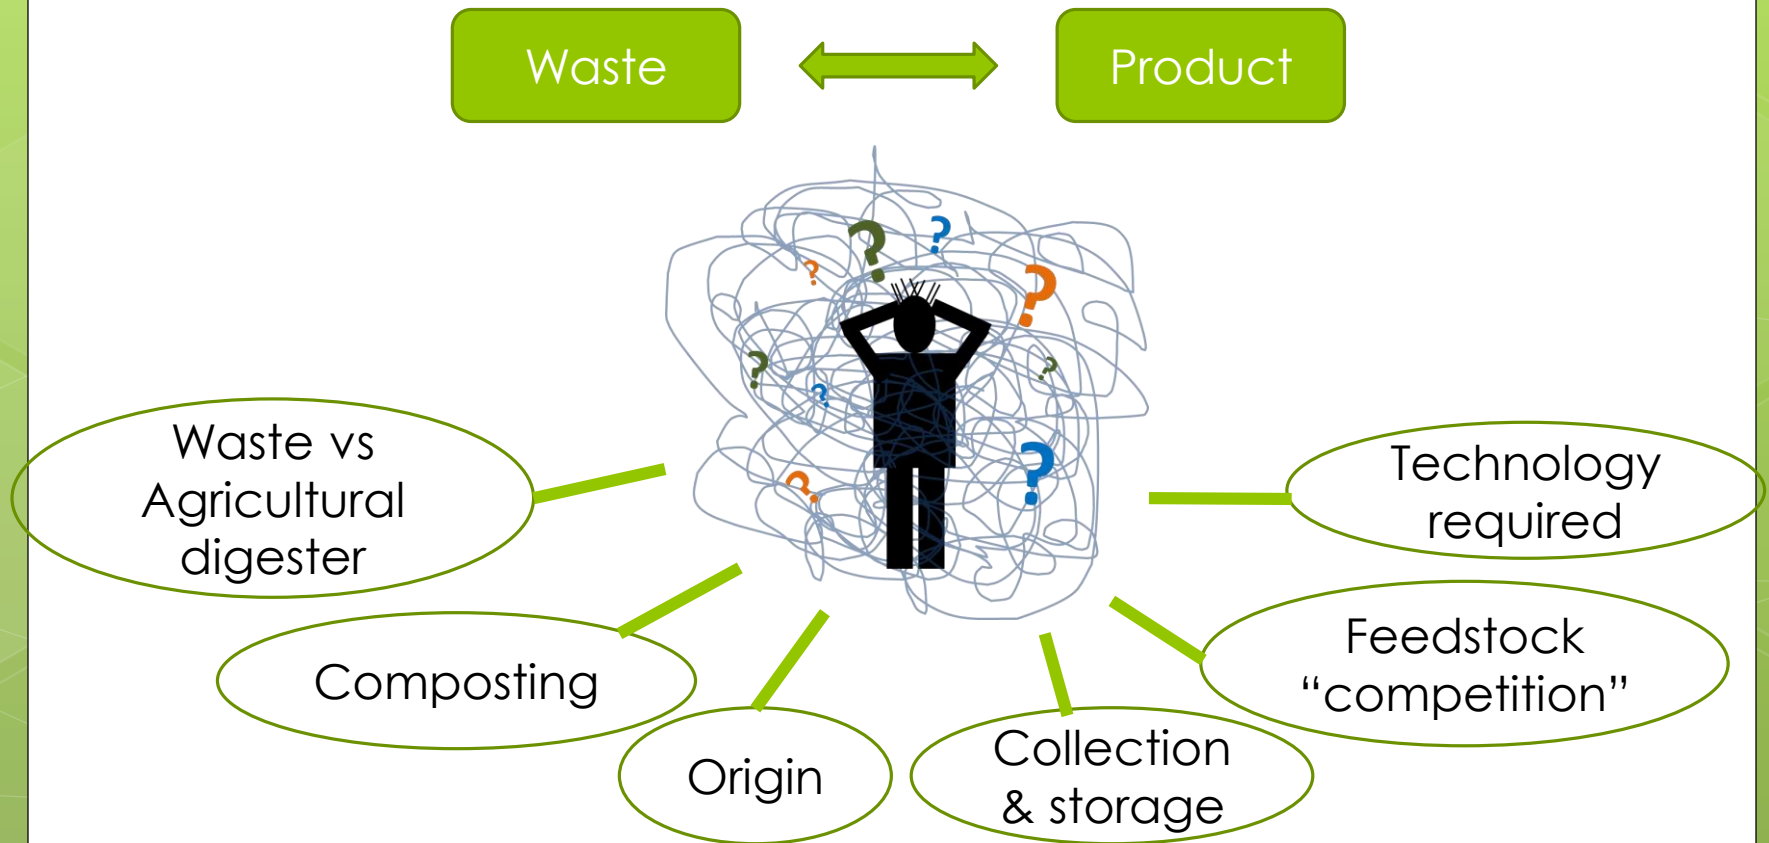 Waste
Product
?
?
?
?
?
?
?
?
?
Waste vs
Agricultural
digester
Technology
required
Composting
Feedstock
“competition”
Origin
Collection
& storage